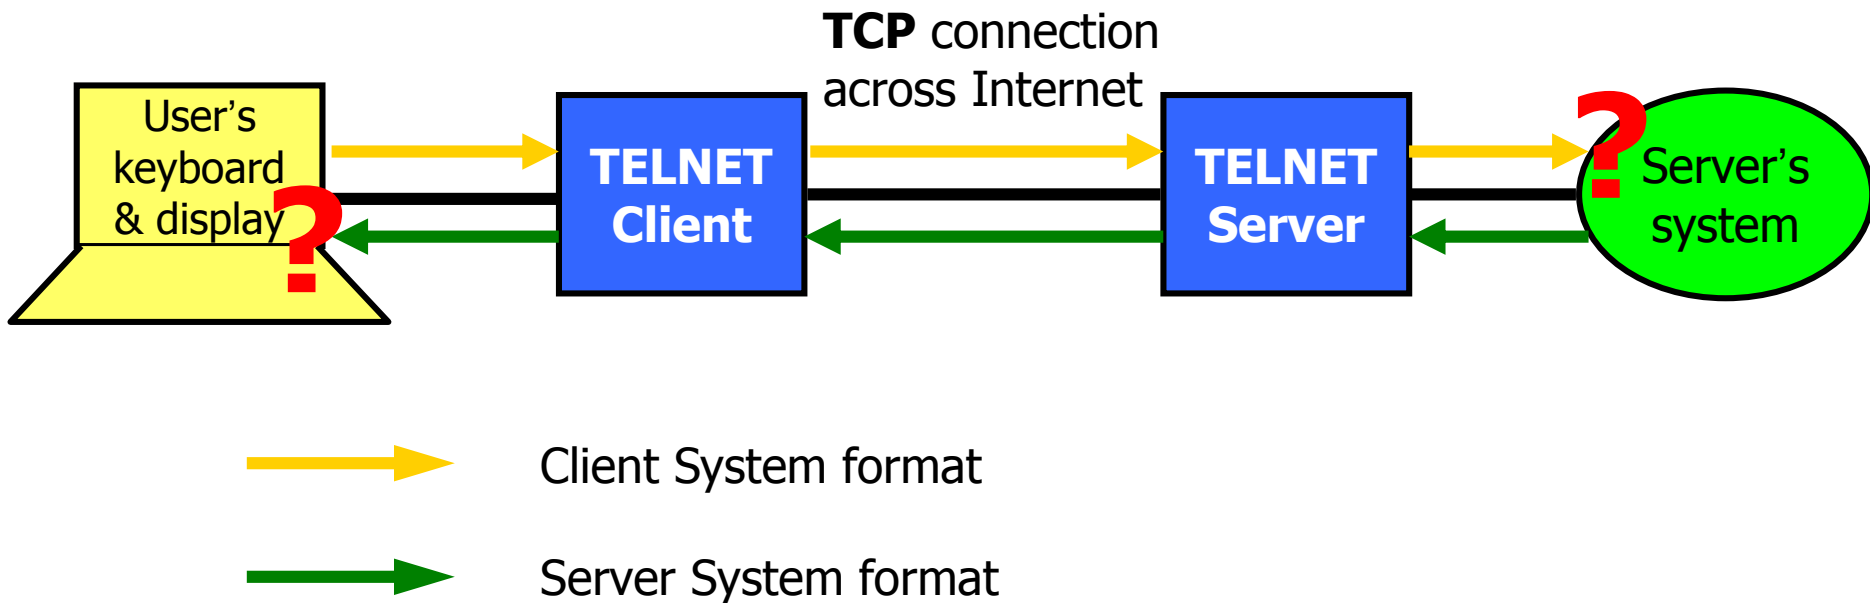 TCP connection
across Internet
User’s
keyboard
& display
?
TELNET
Client
TELNET
Server
?
Server’s
system
Client System format
Server System format